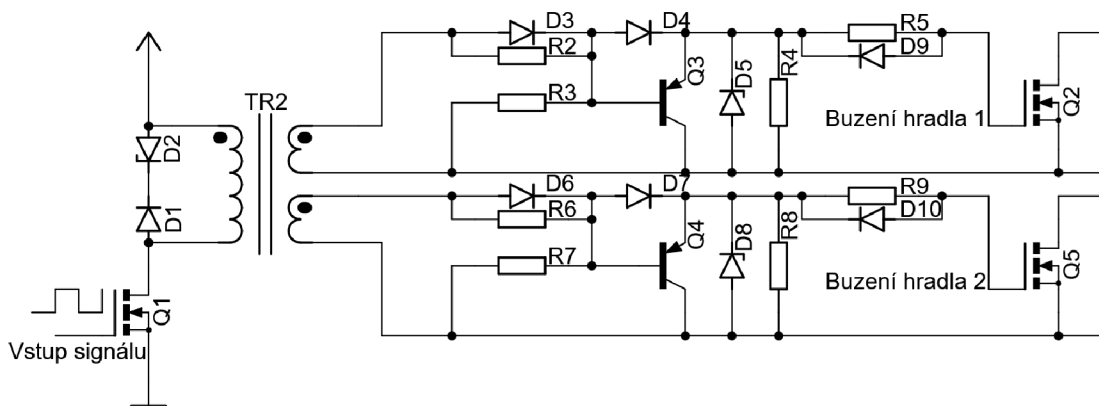 D3
D4
R5
R2
D9
TR2
Q3
D5
R4
D2
R3
Buzení hradla 1
Q2
D6
D7
R9
D1
R6
D10
Q4
D8
R8
R7
Buzení hradla 2
Q5
Q1
Vstup signálu